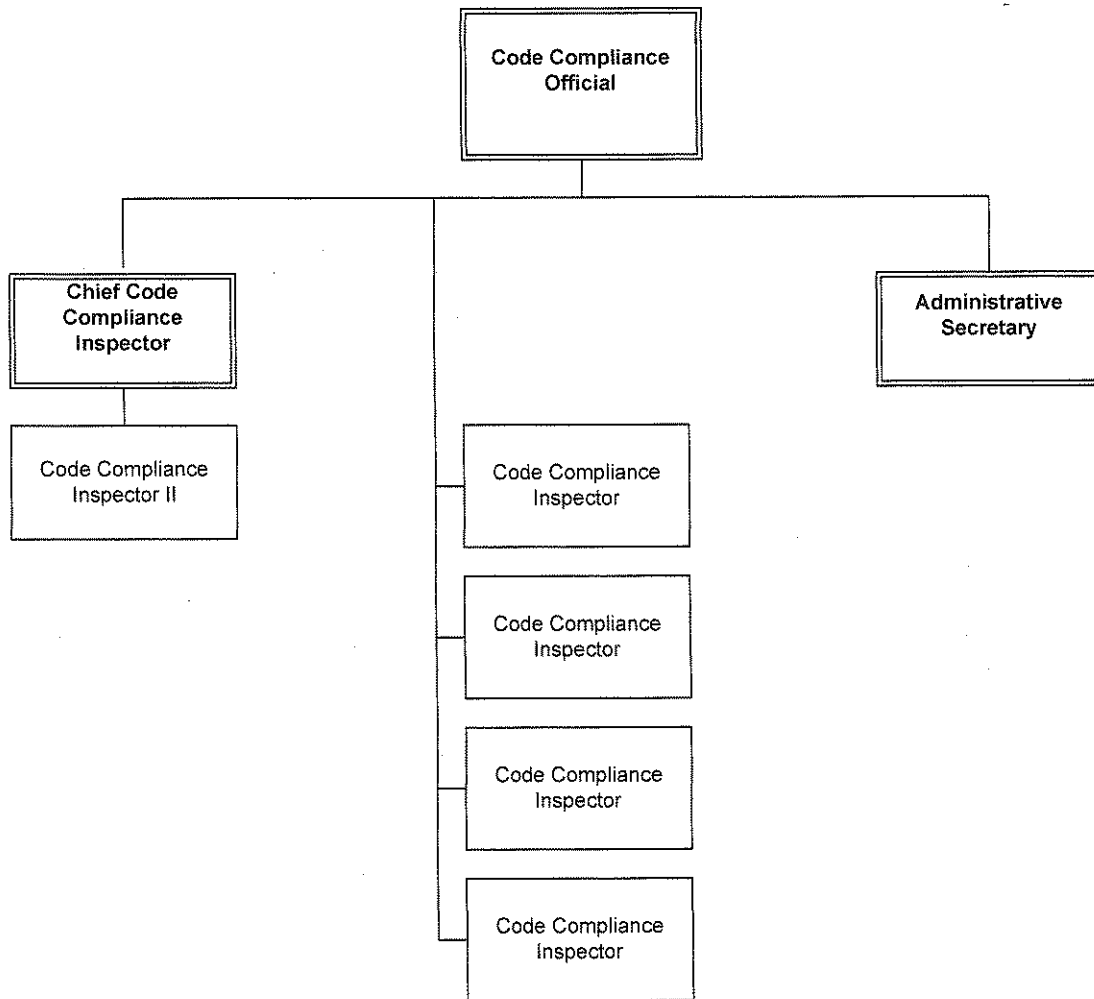 Code Compliance
Official
Chief Code
Compliance
Inspector
Administrative
Secretary
Code Compliance
Inspector II
Code Compliance
Inspector
Code Compliance
Inspector
Code Compliance
Inspector
Code Compliance
Inspector